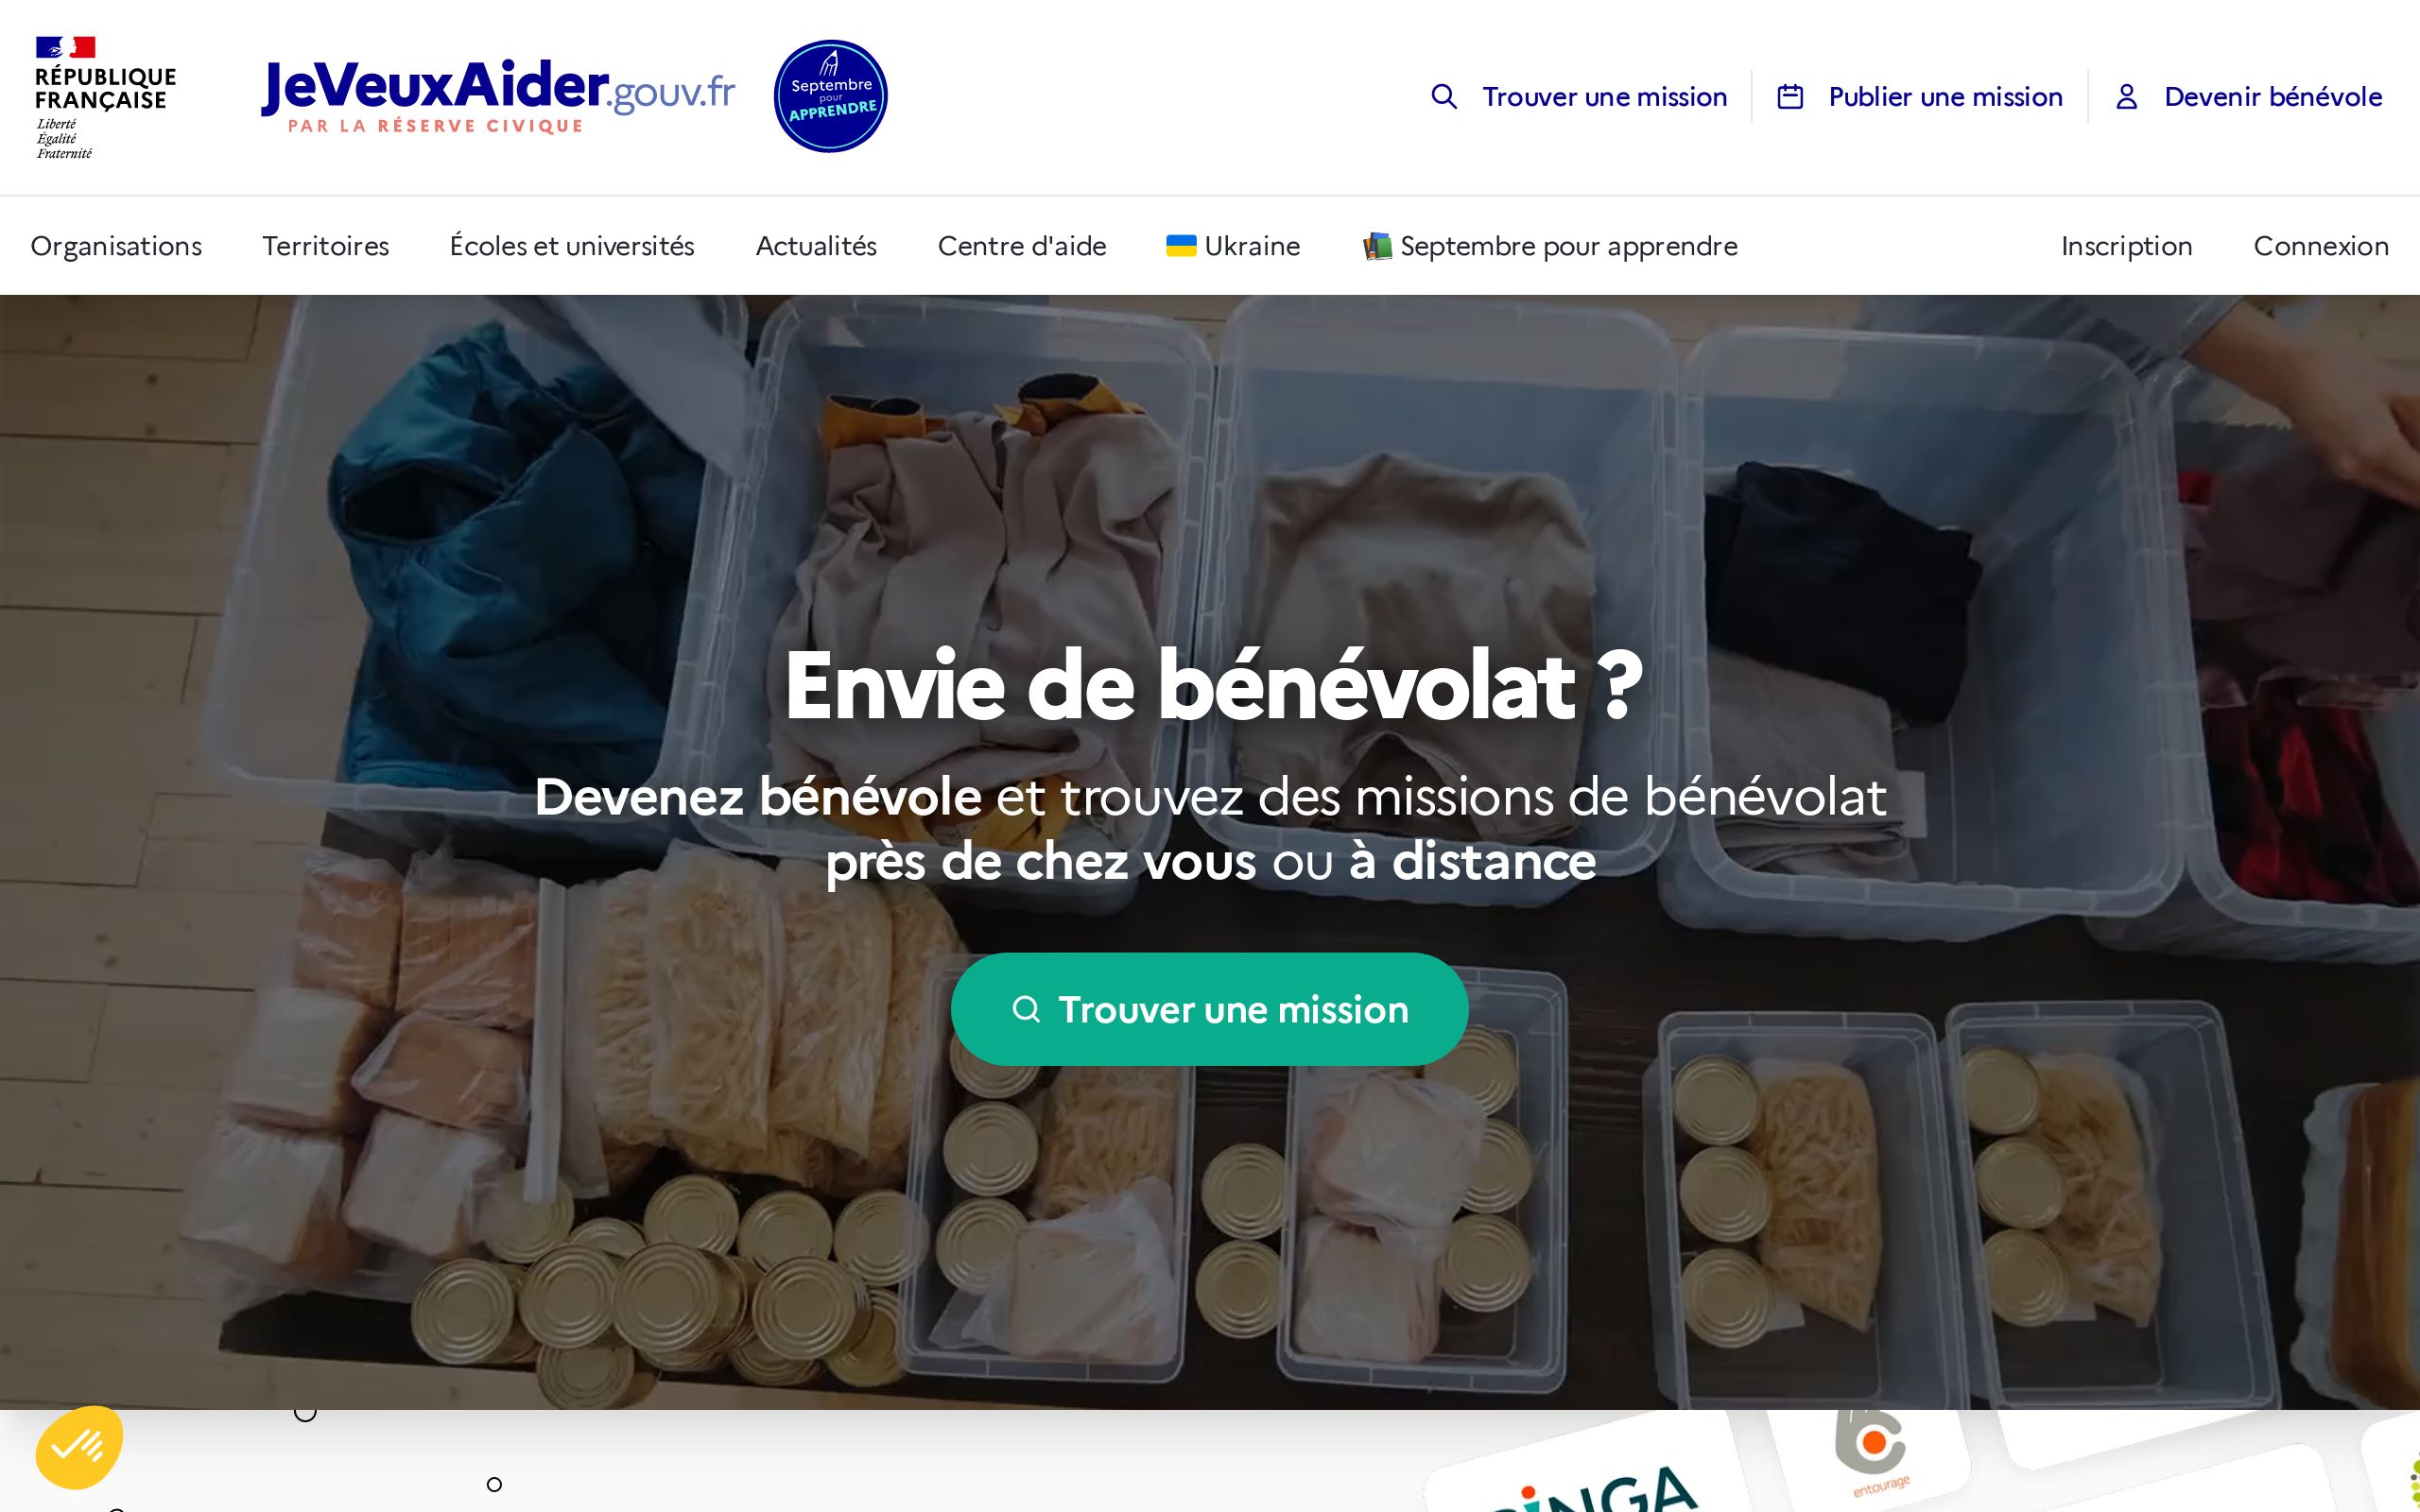 RÉPUBLIQUE
FRANÇAISE
Liberté
Égalité
Fraternité
JeVeuxAider.gouv.fr
PAR LA RÉSERVE CIVIQUE
Septembre
pour
APPRENDRE
Trouver une mission
Publier une mission
Devenir bénévole
Organisations
Territoires
Écoles et universités
Actualités
Centre d'aide
Ukraine
Septembre pour apprendre
Inscription
Connexion
Envie de bénévolat ?
Devenez bénévole et trouvez des missions de bénévolat
près de chez vous ou à distance
Trouver une mission
entourage